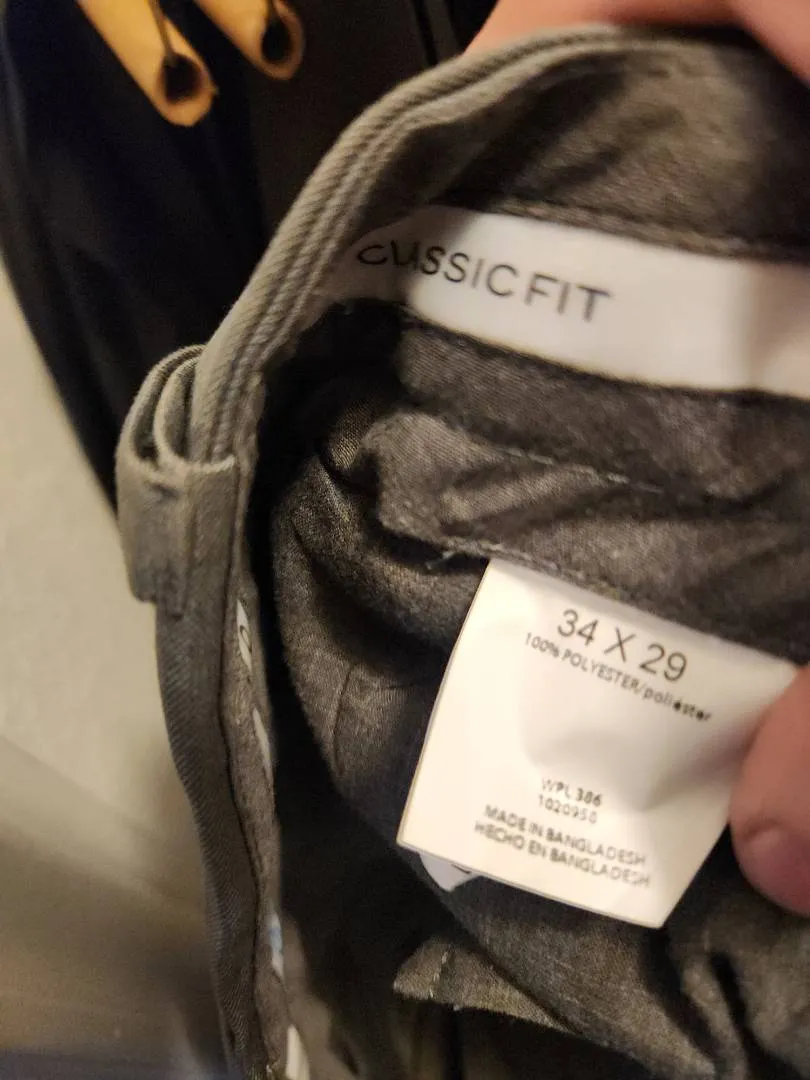 CLASSIC FIT
34 X 29
100% POLYESTER/poliéster
WPL 386
1020950
MADE IN BANGLADESH
HECHO EN BANGLADESH